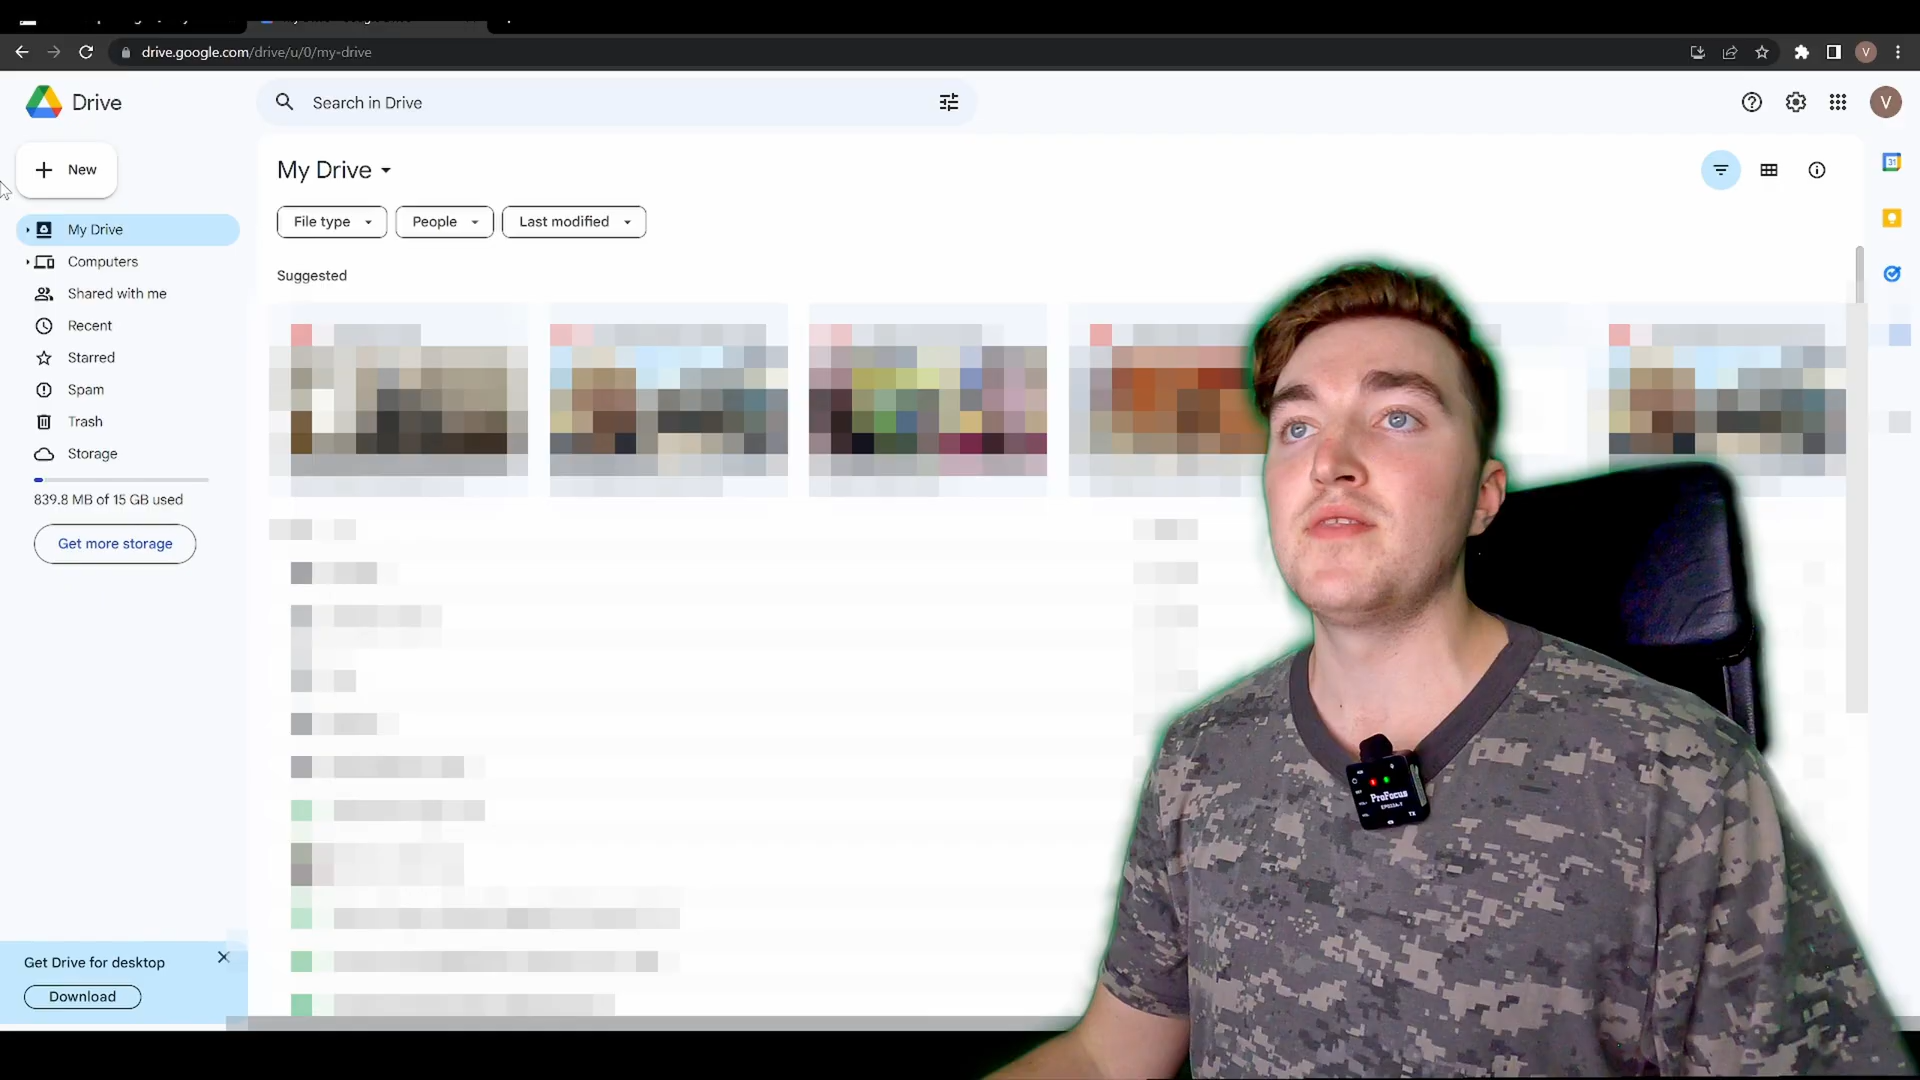 drive.google.com/drive/u/0/my-drive
V
Drive
Search in Drive
V
New
My Drive
31
File type
People
Last modified
My Drive
Computers
Shared with me
Recent
Starred
Spam
Trash
Storage
839.8 MB of 15 GB used
Get more storage
Suggested
ProFocus
TX
Get Drive for desktop
Download